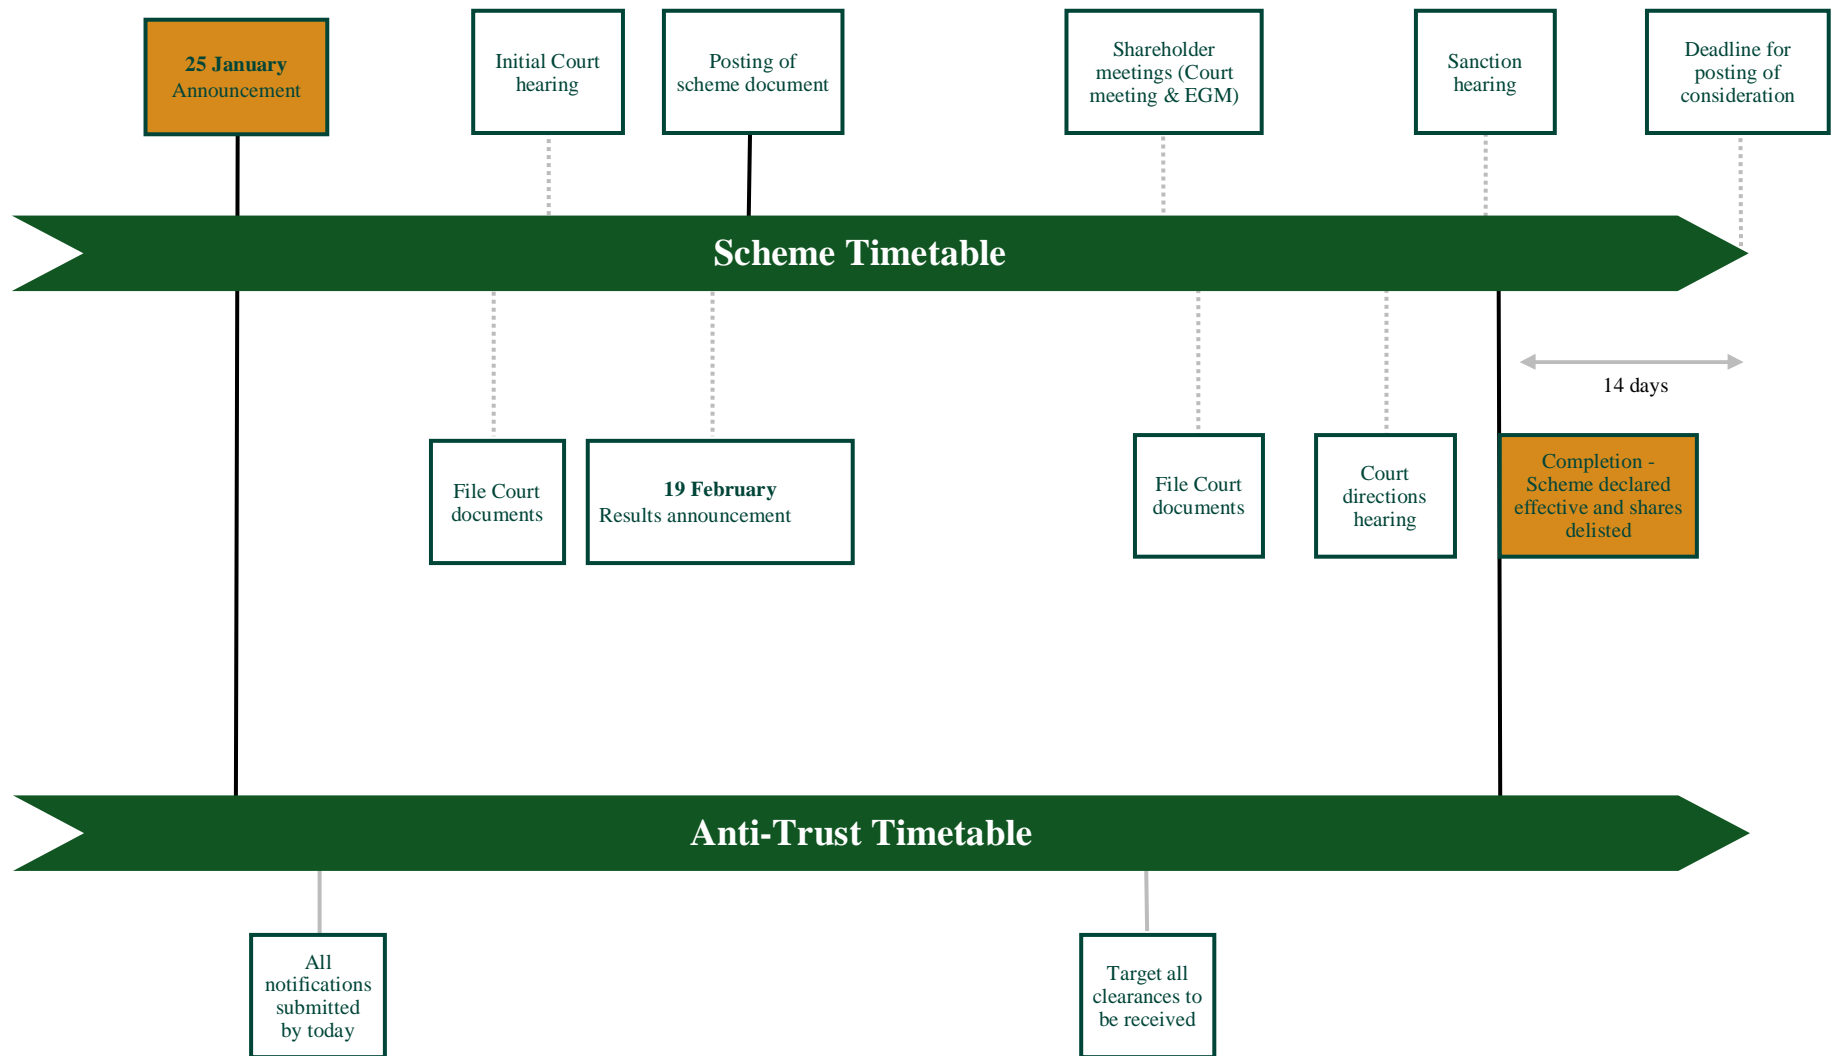 25 January
Announcement
Initial Court
hearing
Posting of
scheme document
Shareholder
meetings (Court
meeting & EGM)
Sanction
hearing
Deadline for
posting of
consideration
Scheme Timetable
14 days
File Court
documents
19 February
Results announcement
File Court
documents
Court
directions
hearing
Completion -
Scheme declared
effective and shares
delisted
Anti-Trust Timetable
All
notifications
submitted
by today
Target all
clearances to
be received